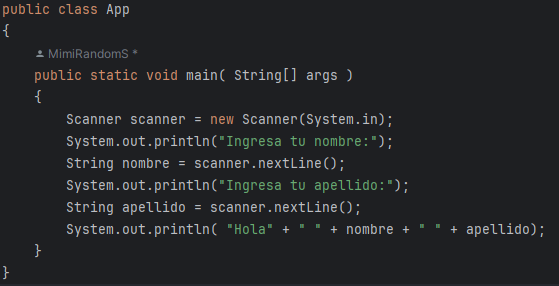 public class App
{
MimiRandomS *
public static void main( String[] args )
{
Scanner scanner = new Scanner(System.in);
System.out.println("Ingresa tu nombre:");
String nombre = scanner.nextLine();
System.out.println("Ingresa tu apellido:");
String apellido = scanner.nextLine();
System.out.println( "Hola" + " " + nombre + " " + apellido);
}
}